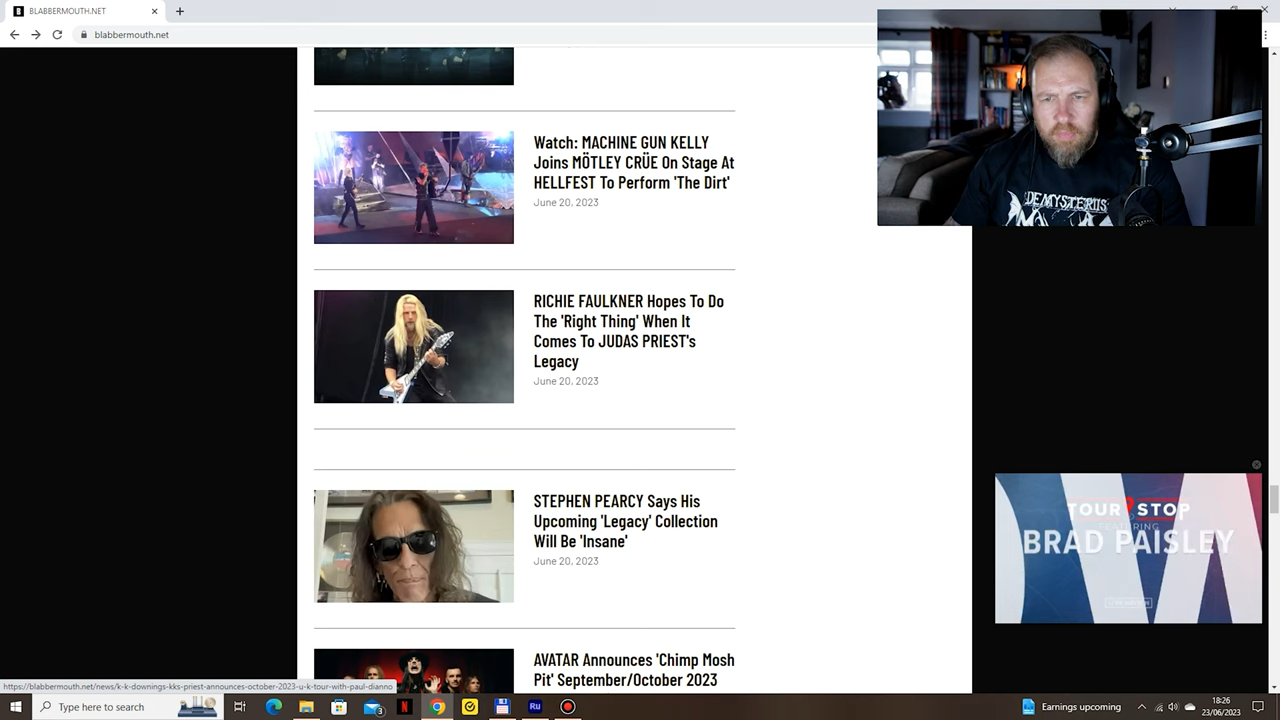 BLABBERMOUTH.NET
blabbermouth.net
Watch: MACHINE GUN KELLY
Joins MÖTLEY CRÜE On Stage At
HELLFEST To Perform 'The Dirt'
June 20, 2023
DEMYSTERIIS
RICHIE FAULKNER Hopes To Do
The 'Right Thing' When It
Comes To JUDAS PRIEST's
Legacy
June 20, 2023
STEPHEN PEARCY Says His
Upcoming 'Legacy' Collection
Will Be 'Insane'
June 20, 2023
TOUR STOP
FEATURING
BRAD PAISLEY
AVATAR Announces 'Chimp Mosh
Pit' September/October 2023
https://blabbermouth.net/news/k-k-downings-kks-priest-announces-october-2023-u-k-tour-with-paul-dianno
Type here to search
3
Ru
Earnings upcoming
18:26
23/06/2023